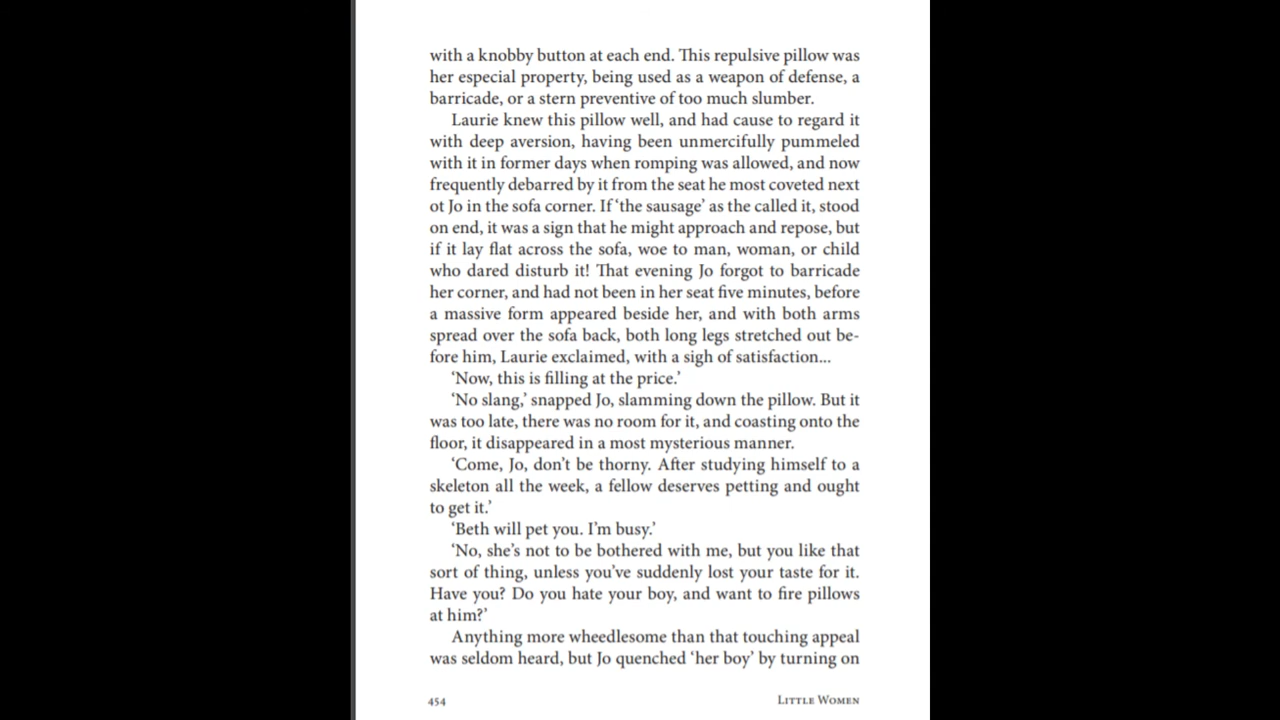 with a knobby button at each end. This repulsive pillow was
her especial property, being used as a weapon of defense, a
barricade, or a stern preventive of too much slumber.
Laurie knew this pillow well, and had cause to regard it
with deep aversion, having been unmercifully pummeled
with it in former days when romping was allowed, and now
frequently debarred by it from the seat he most coveted next
ot Jo in the sofa corner. If ‘the sausage’ as the called it, stood
on end, it was a sign that he might approach and repose, but
if it lay flat across the sofa, woe to man, woman, or child
who dared disturb it! That evening Jo forgot to barricade
her corner, and had not been in her seat five minutes, before
a massive form appeared beside her, and with both arms
spread over the sofa back, both long legs stretched out be-
fore him, Laurie exclaimed, with a sigh of satisfaction...
‘Now, this is filling at the price.’
‘No slang,’ snapped Jo, slamming down the pillow. But it
was too late, there was no room for it, and coasting onto the
floor, it disappeared in a most mysterious manner.
‘Come, Jo, don’t be thorny. After studying himself to a
skeleton all the week, a fellow deserves petting and ought
to get it.’
‘Beth will pet you. I’m busy.’
‘No, she’s not to be bothered with me, but you like that
sort of thing, unless you’ve suddenly lost your taste for it.
Have you? Do you hate your boy, and want to fire pillows
at him?’
Anything more wheedlesome than that touching appeal
was seldom heard, but Jo quenched ‘her boy’ by turning on
454 Little Women